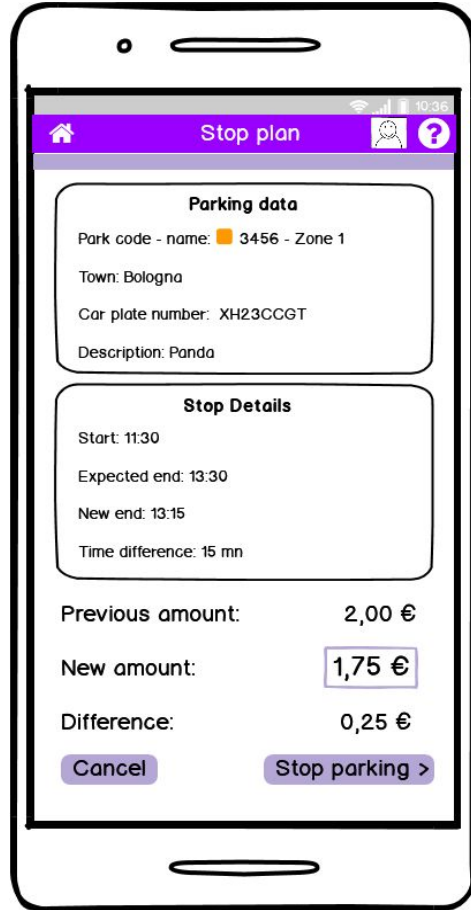 10:36
Stop plan
?
Parking data
Park code - name: 3456 - Zone 1
Town: Bologna
Car plate number: XH23CCGT
Description: Panda
Stop Details
Start: 11:30
Expected end: 13:30
New end: 13:15
Time difference: 15 mn
Previous amount: 2,00 €
New amount: 1,75 €
Difference: 0,25 €
Cancel Stop parking >